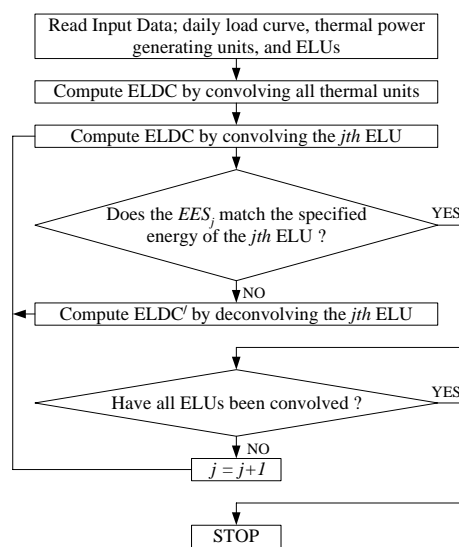 Read Input Data; daily load curve, thermal power
generating units, and ELUs
Compute ELDC by convolving all thermal units
Compute ELDC by convolving the jth ELU
Does the EES_j match the specified
energy of the jth ELU ?
YES
NO
Compute ELDC' by deconvolving the jth ELU
Have all ELUs been convolved ?
YES
NO
j = j+1
STOP